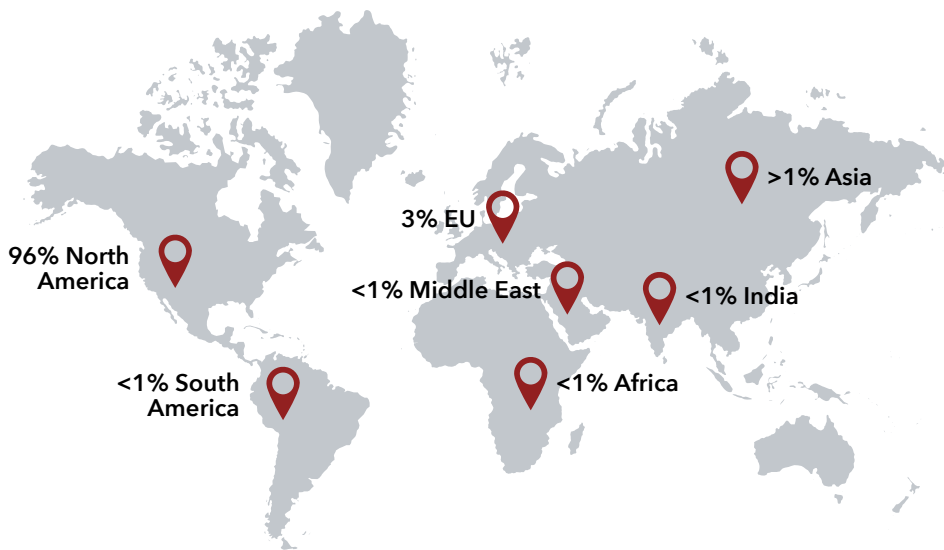 >1% Asia
3% EU
96% North
America
<1% Middle East
<1% India
<1% South
America
<1% Africa